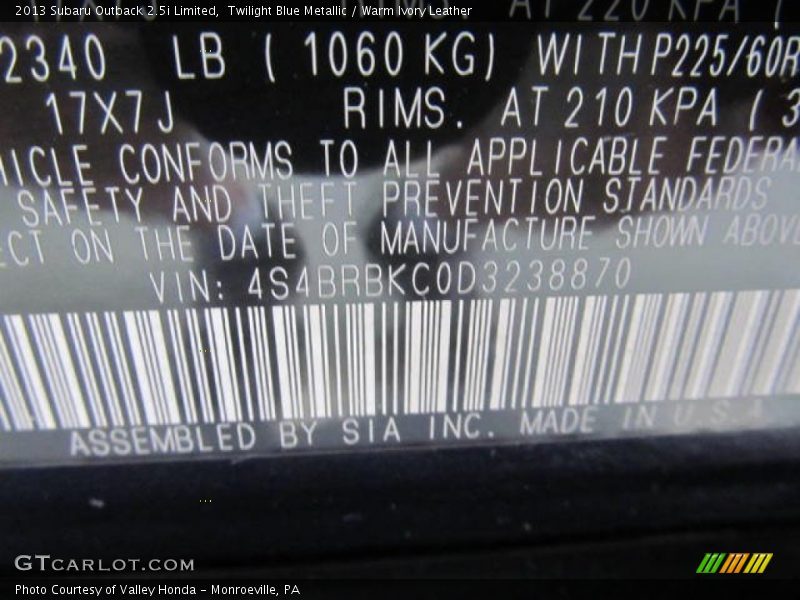 2013 Subaru Outback 2.5i Limited,  Twilight Blue Metallic / Warm Ivory Leather
AT 220 KPA (
2340 LB ( 1060 KG) WITH P225/60R
17X7J RIMS. AT 210 KPA ( 3
HICLE CONFORMS TO ALL APPLICABLE FEDERA
SAFETY AND THEFT PREVENTION STANDARDS
ECT ON THE DATE OF MANUFACTURE SHOWN ABOVE
VIN: 4S4BRBKC0D3238870
ASSEMBLED BY SIA INC. MADE IN U.S.A.
GTCARLOT.COM
Photo Courtesy of Valley Honda – Monroeville, PA